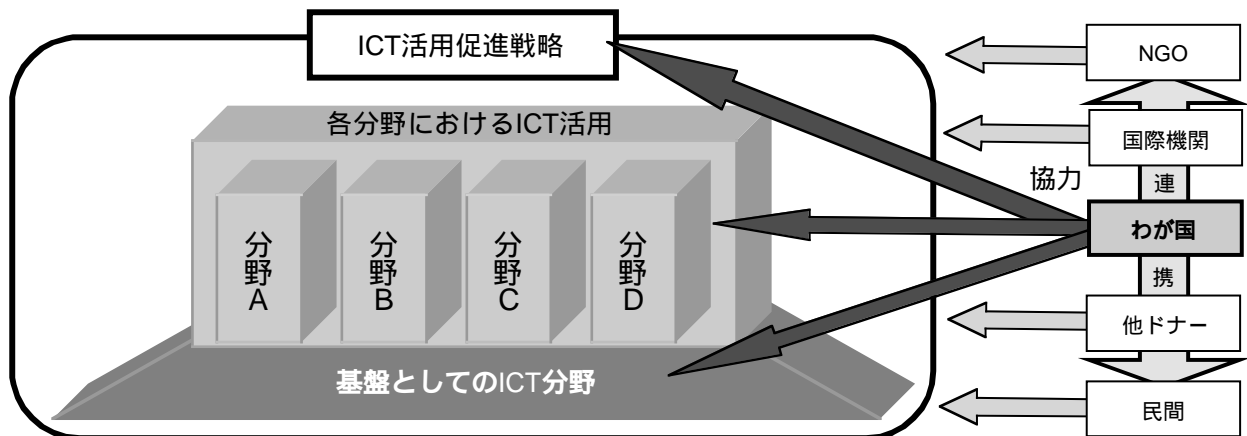 ICT活用促進戦略
各分野におけるICT活用
分野A
分野B
分野C
分野D
基盤としてのICT分野
協力
NGO
国際機関
連
わが国
携
他ドナー
民間